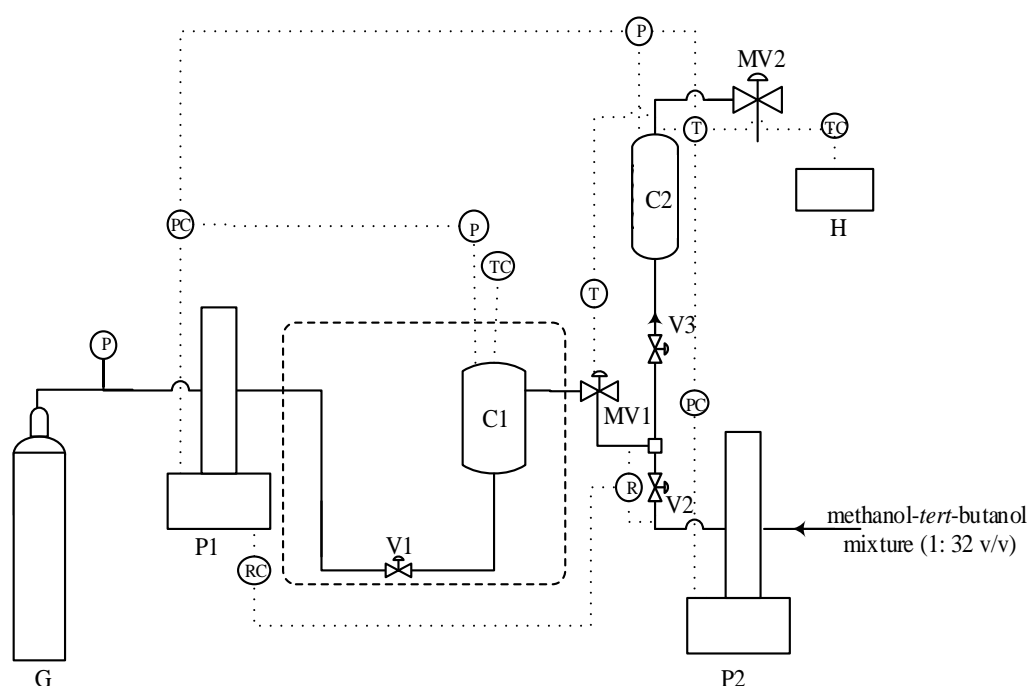 P
MV2
T
TC
C2
H
PC
P
TC
T
V3
P
C1
MV1
PC
R
V2
methanol-tert-butanol
mixture (1: 32 v/v)
P1
V1
RC
G
P2